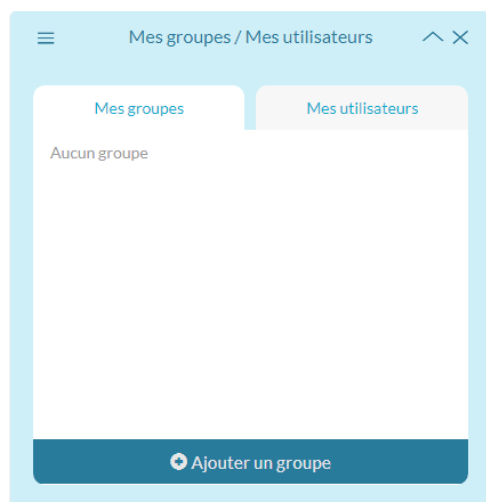 Mes groupes / Mes utilisateurs
Mes groupes
Mes utilisateurs
Aucun groupe
Ajouter un groupe